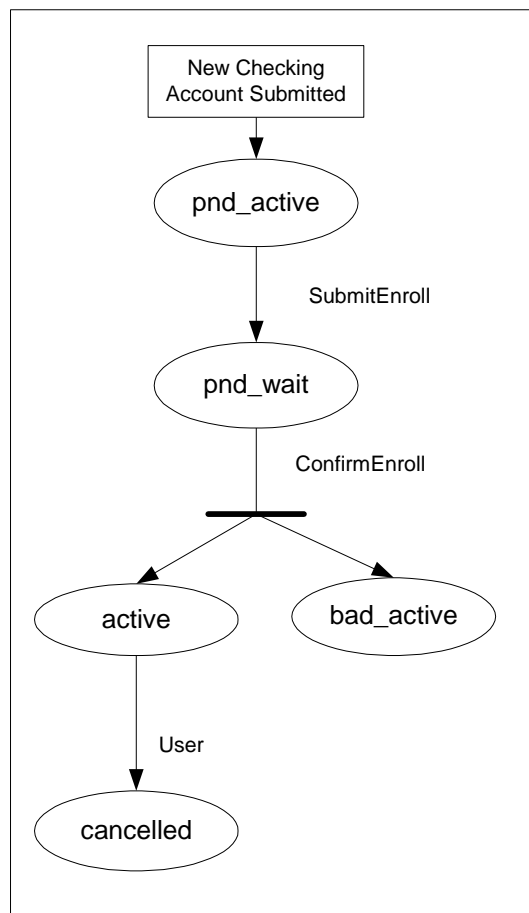 New Checking
Account Submitted
pnd_active
SubmitEnroll
pnd_wait
ConfirmEnroll
active
bad_active
User
cancelled